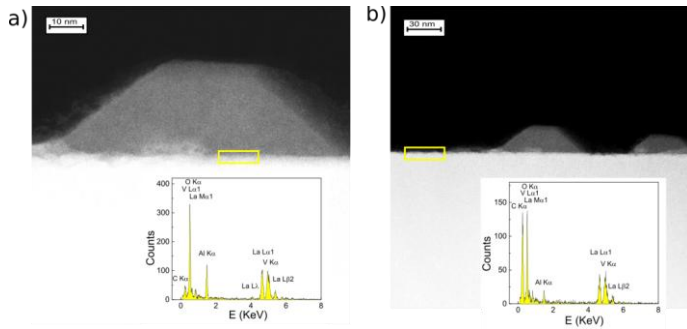 a)
10 nm
O Kα
V Lα1
La Mα1
Al Kα
C Kα
La Lι
La Lα1
V Kα
La Lβ2
400
300
200
100
0
Counts
0 2 4 6 8
E (KeV)
b)
30 nm
O Kα
V Lα1
La Mα1
C Kα
Al Kα
La Lα1
V Kα
La Lβ2
150
100
50
0
Counts
0 2 4 6 8
E (KeV)